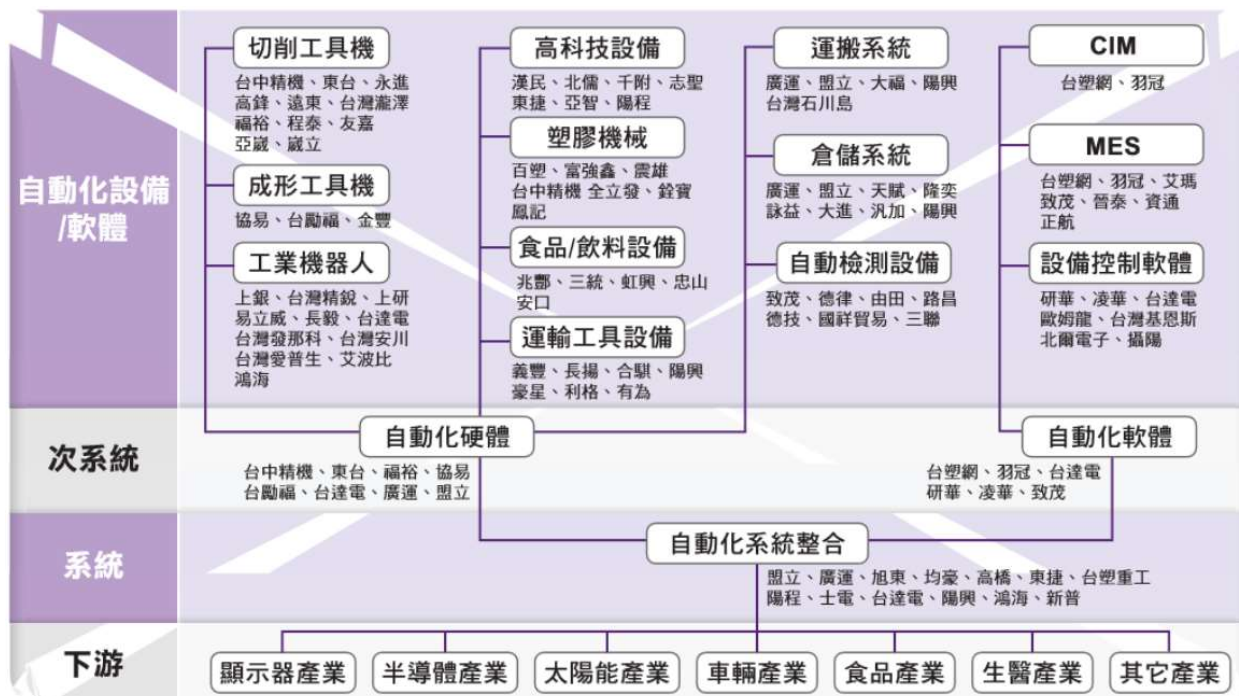 自動化設備
/軟體
切削工具機
台中精機、東台、永進
高鋒、遠東、台灣瀧澤
福裕、程泰、友嘉
亞崴、崴立
成形工具機
協易、台勵福、金豐
工業機器人
上銀、台灣精銳、上研
易立威、長毅、台達電
台灣發那科、台灣安川
台灣愛普生、艾波比
鴻海
高科技設備
漢民、北儒、千附、志聖
東捷、亞智、陽程
塑膠機械
百塑、富強鑫、震雄
台中精機 全立發、銓寶
鳳記
食品/飲料設備
兆酆、三統、虹興、忠山
安口
運輸工具設備
義豐、長揚、合騏、陽興
豪星、利格、有為
運搬系統
廣運、盟立、大福、陽興
台灣石川島
倉儲系統
廣運、盟立、天賦、隆奕
詠益、大進、汎加、陽興
自動檢測設備
致茂、德律、由田、路昌
德技、國祥貿易、三聯
CIM
台塑網、羽冠
MES
台塑網、羽冠、艾瑪
致茂、晉泰、資通
正航
設備控制軟體
研華、凌華、台達電
歐姆龍、台灣基恩斯
北爾電子、攝陽
次系統
自動化硬體
台中精機、東台、福裕、協易
台勵福、台達電、廣運、盟立
自動化軟體
台塑網、羽冠、台達電
研華、凌華、致茂
系統
自動化系統整合
盟立、廣運、旭東、均豪、高橋、東捷、台塑重工
陽程、士電、台達電、陽興、鴻海、新普
下游
顯示器產業
半導體產業
太陽能產業
車輛產業
食品產業
生醫產業
其它產業